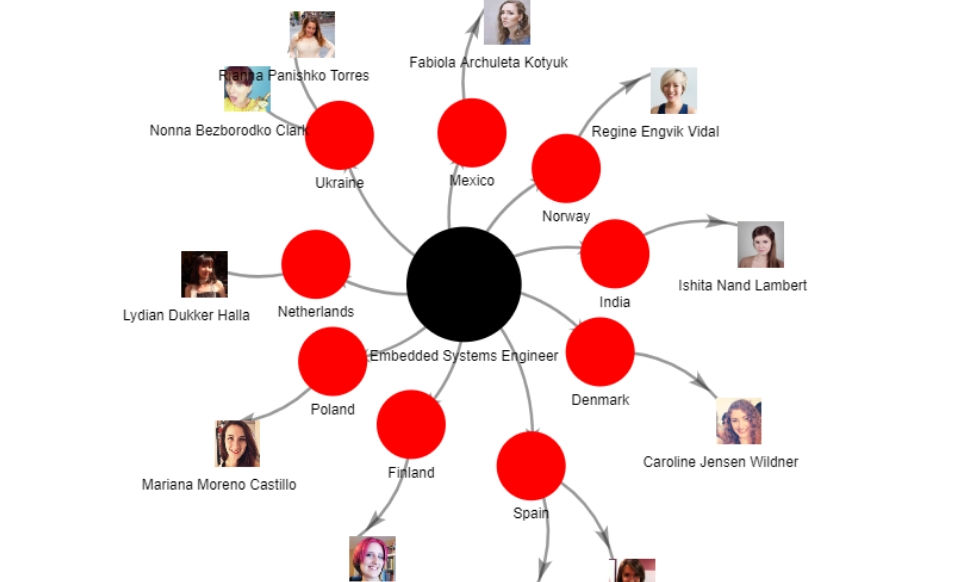 Fabiola Archuleta Kotyuk
Rianna Panishko Torres
Nonna Bezborodko Clark
Regine Engvik Vidal
Ukraine
Mexico
Norway
Ishita Nand Lambert
India
Lydian Dukker Halla
Netherlands
Embedded Systems Engineer
Denmark
Poland
Caroline Jensen Wildner
Finland
Mariana Moreno Castillo
Spain